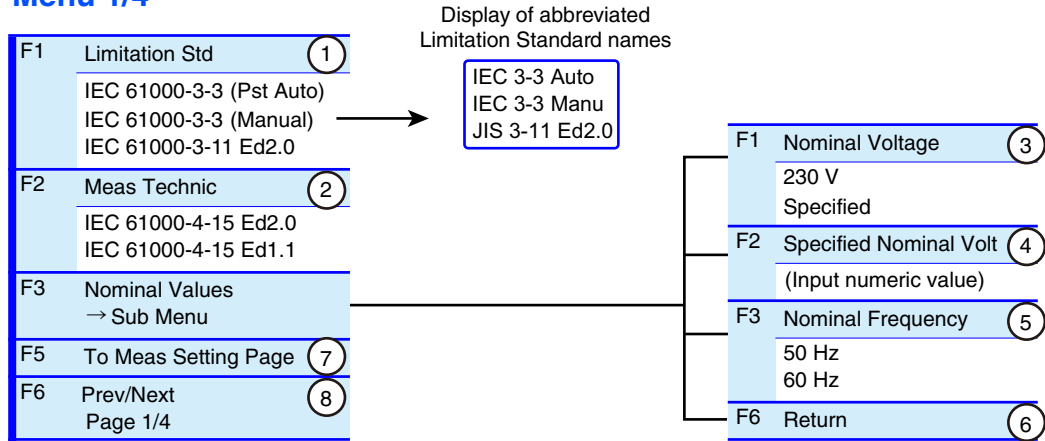 Menu 1/4
Display of abbreviated
Limitation Standard names
F1 Limitation Std 1
IEC 61000-3-3 (Pst Auto)
IEC 61000-3-3 (Manual)
IEC 61000-3-11 Ed2.0
IEC 3-3 Auto
IEC 3-3 Manu
JIS 3-11 Ed2.0
F2 Meas Technic 2
IEC 61000-4-15 Ed2.0
IEC 61000-4-15 Ed1.1
F3 Nominal Values
→ Sub Menu
F5 To Meas Setting Page 7
F6 Prev/Next 8
Page 1/4
F1 Nominal Voltage 3
230 V
Specified
F2 Specified Nominal Volt 4
(Input numeric value)
F3 Nominal Frequency 5
50 Hz
60 Hz
F6 Return 6